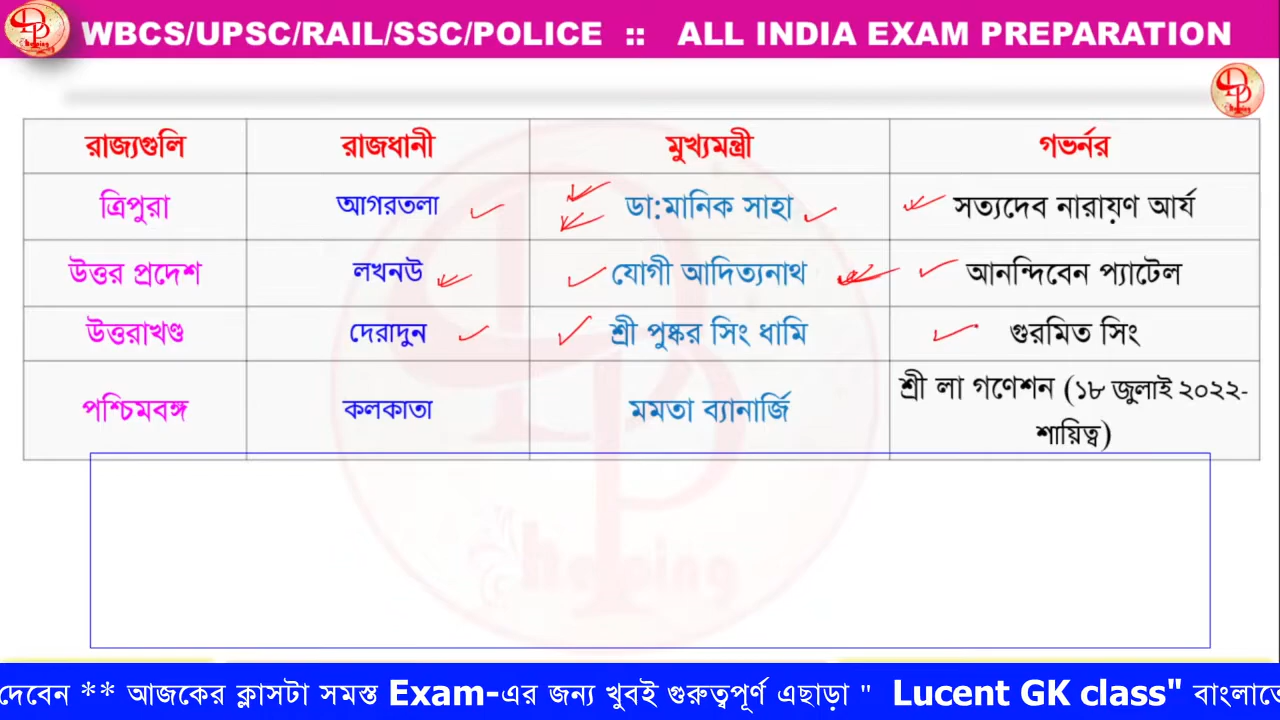 WBCS/UPSC/RAIL/SSC/POLICE :: ALL INDIA EXAM PREPARATION
রাজ্যগুলি রাজধানী মুখ্যমন্ত্রী গভর্নর
ত্রিপুরা আগরতলা ডা:মানিক সাহা সত্যদেব নারায়ণ আর্য
উত্তর প্রদেশ লখনউ যোগী আদিত্যনাথ আনন্দিবেন প্যাটেল
উত্তরাখণ্ড দেরাদুন শ্রী পুষ্কর সিং ধামি গুরমিত সিং
পশ্চিমবঙ্গ কলকাতা মমতা ব্যানার্জি শ্রী লা গণেশন (১৮ জুলাই ২০২২-
শায়িত্ব)
helping
দেবেন ** আজকের ক্লাসটা সমস্ত Exam-এর জন্য খুবই গুরুত্বপূর্ণ এছাড়া " Lucent GK class" বাংলাতে